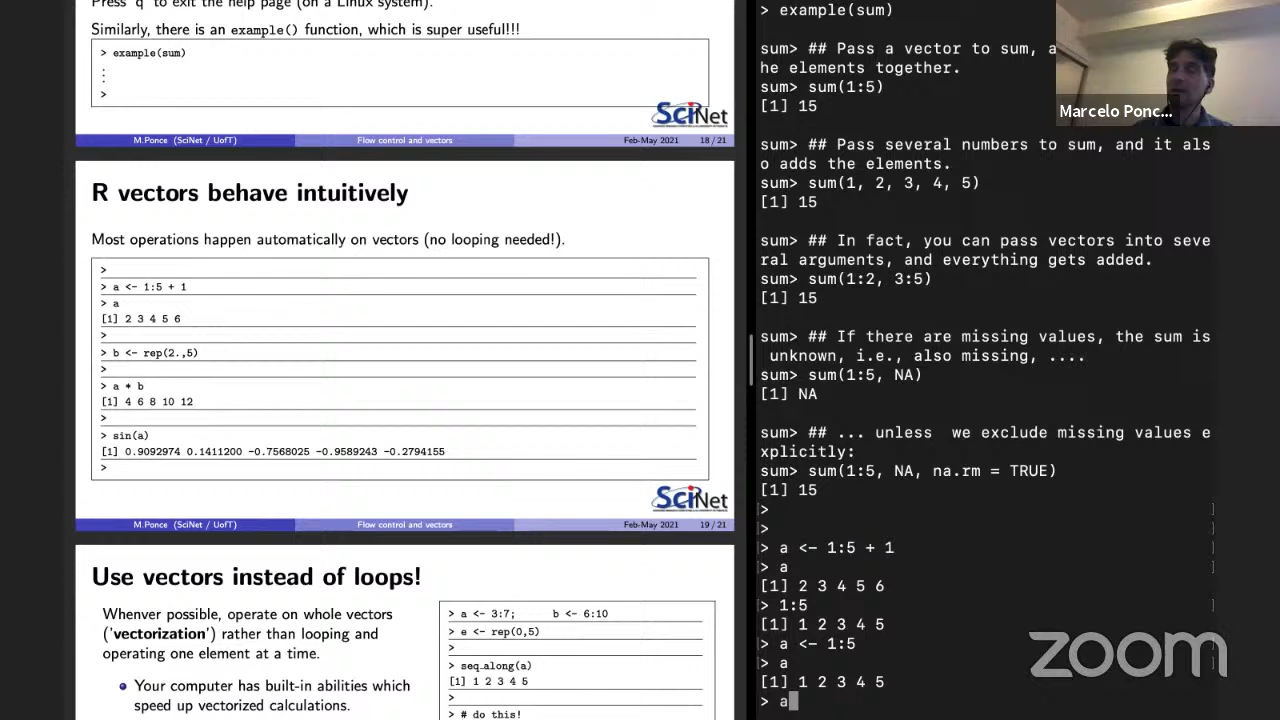 Press 'q' to exit the help page (on a Linux system).
Similarly, there is an example() function, which is super useful!!!
> example(sum)
⋮
>
SciNet
M.Ponce (SciNet / UofT) Flow control and vectors Feb-May 2021 18 / 21
R vectors behave intuitively
Most operations happen automatically on vectors (no looping needed!).
>
> a <- 1:5 + 1
> a
[1] 2 3 4 5 6
>
> b <- rep(2.,5)
>
> a * b
[1] 4 6 8 10 12
>
> sin(a)
[1] 0.9092974 0.1411200 -0.7568025 -0.9589243 -0.2794155
>
SciNet
M.Ponce (SciNet / UofT) Flow control and vectors Feb-May 2021 19 / 21
Use vectors instead of loops!
Whenver possible, operate on whole vectors
('vectorization') rather than looping and
operating one element at a time.
Your computer has built-in abilities which
speed up vectorized calculations.
> a <- 3:7; b <- 6:10
> e <- rep(0,5)
>
> seq_along(a)
[1] 1 2 3 4 5
>
> # do this!
> example(sum)
sum> ## Pass a vector to sum, a
he elements together.
sum> sum(1:5)
[1] 15
sum> ## Pass several numbers to sum, and it als
o adds the elements.
sum> sum(1, 2, 3, 4, 5)
[1] 15
sum> ## In fact, you can pass vectors into seve
ral arguments, and everything gets added.
sum> sum(1:2, 3:5)
[1] 15
sum> ## If there are missing values, the sum is
unknown, i.e., also missing, ....
sum> sum(1:5, NA)
[1] NA
sum> ## ... unless  we exclude missing values e
xplicitly:
sum> sum(1:5, NA, na.rm = TRUE)
[1] 15
>
>
> a <- 1:5 + 1
> a
[1] 2 3 4 5 6
> 1:5
[1] 1 2 3 4 5
> a <- 1:5
> a
[1] 1 2 3 4 5
> a
Marcelo Ponc...
zoom